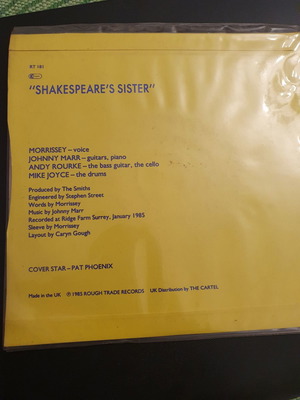 RT 181
"SHAKESPEARE'S SISTER"
MORRISSEY – voice
JOHNNY MARR – guitars, piano
ANDY ROURKE – the bass guitar, the cello
MIKE JOYCE – the drums
Produced by The Smiths
Engineered by Stephen Street
Words by Morrissey
Music by Johnny Marr
Recorded at Ridge Farm Surrey, January 1985
Sleeve by Morrissey
Layout by Caryn Gough
COVER STAR – PAT PHOENIX
Made in the UK ℗ 1985 ROUGH TRADE RECORDS UK Distribution by THE CARTEL